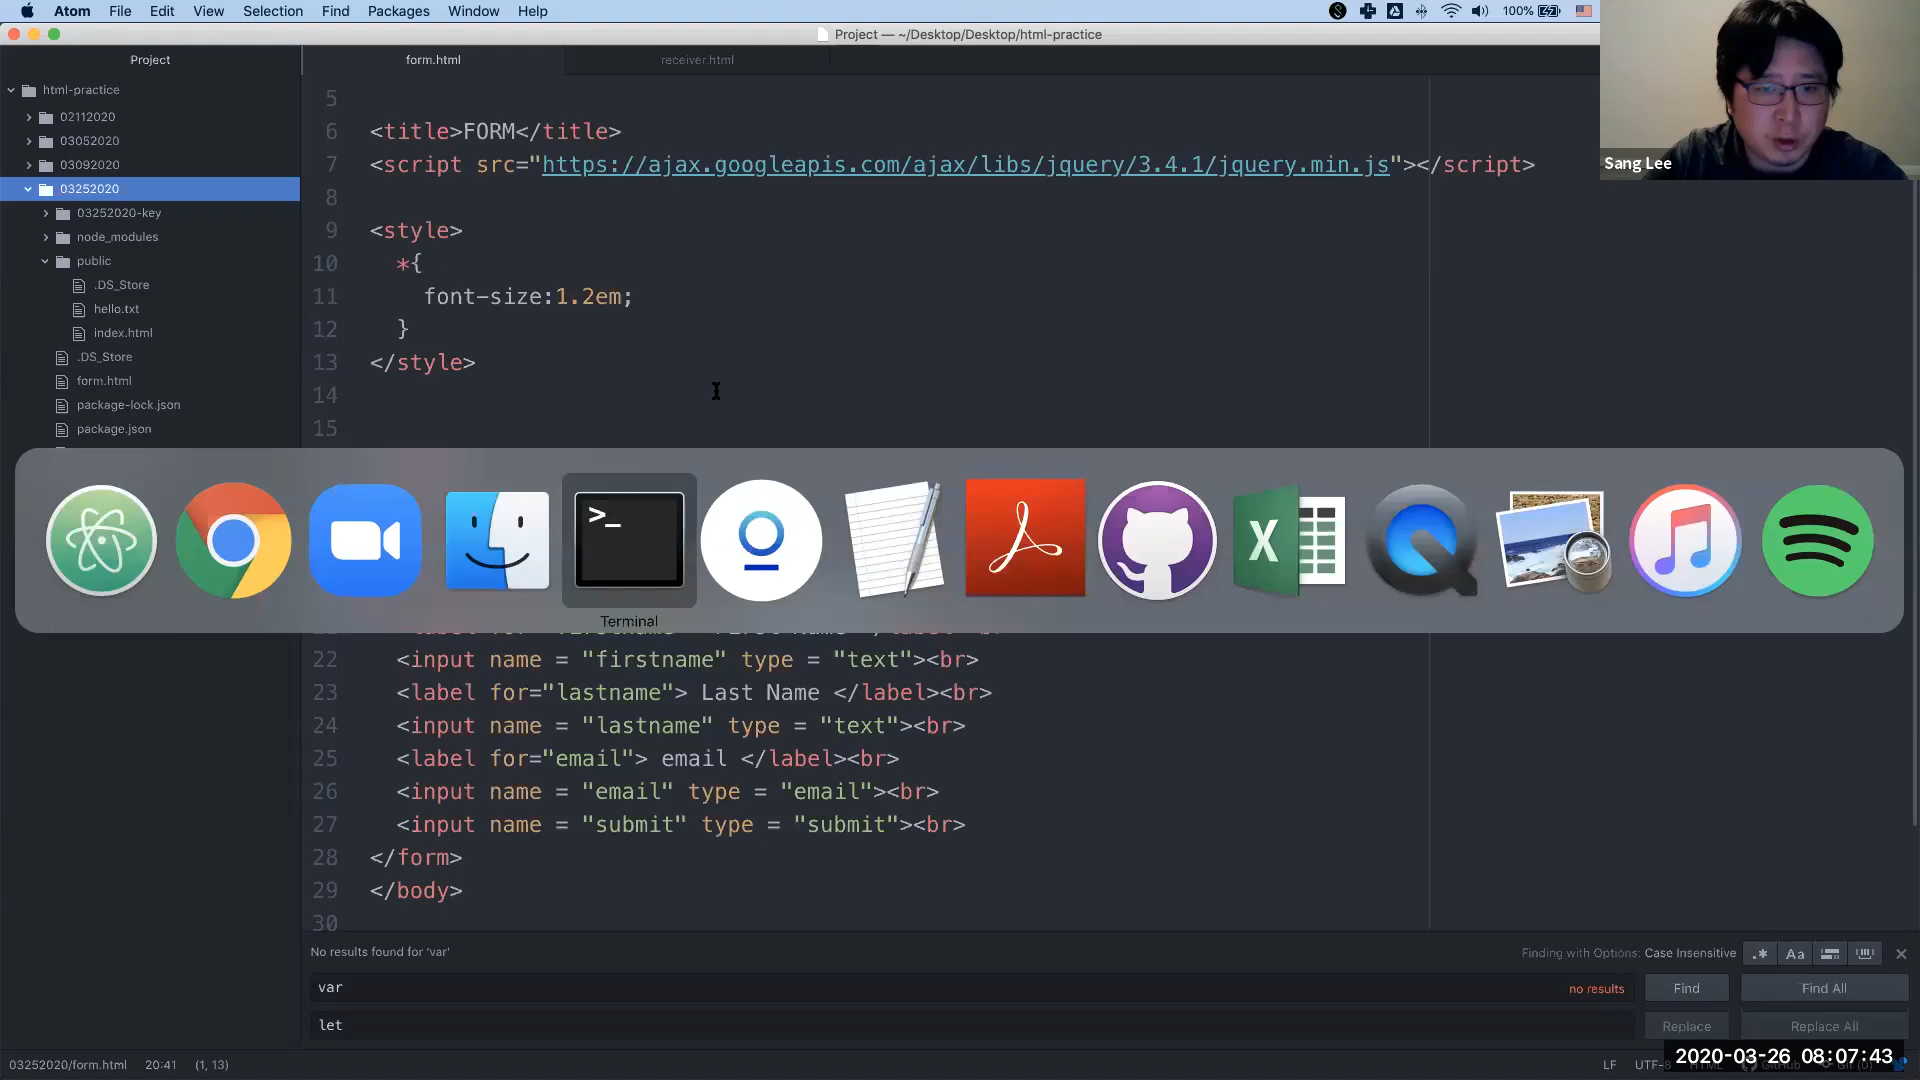 Atom File Edit View Selection Find Packages Window Help
100%
Project — ~/Desktop/Desktop/html-practice
Project
form.html
receiver.html
html-practice
02112020
03052020
03092020
03252020
03252020-key
node_modules
public
.DS_Store
hello.txt
index.html
.DS_Store
form.html
package-lock.json
package.json
5
6 <title>FORM</title>
7 <script src="https://ajax.googleapis.com/ajax/libs/jquery/3.4.1/jquery.min.js"></script>
8
9 <style>
10 *{
11 font-size:1.2em;
12 }
13 </style>
14
15
Terminal
22 <input name = "firstname" type = "text"><br>
23 <label for="lastname"> Last Name </label><br>
24 <input name = "lastname" type = "text"><br>
25 <label for="email"> email </label><br>
26 <input name = "email" type = "email"><br>
27 <input name = "submit" type = "submit"><br>
28 </form>
29 </body>
30
No results found for 'var'
Finding with Options: Case Insensitive
.* Aa
var
no results
Find
Find All
let
Replace
Replace All
03252020/form.html 20:41 (1, 13)
LF UTF-8
2020-03-26 08:07:43
Sang Lee